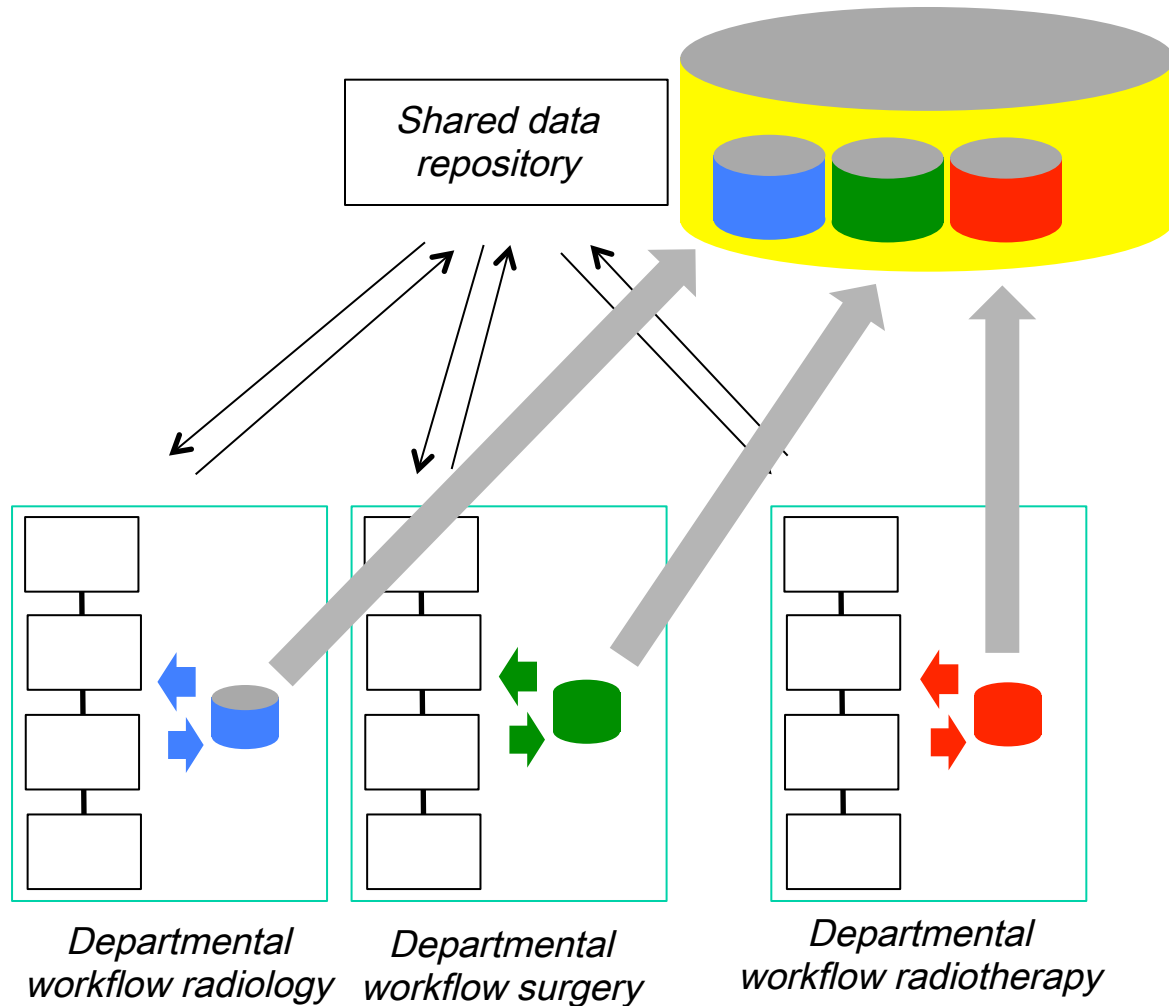 Shared data
repository
Departmental
workflow radiology
Departmental
workflow surgery
Departmental
workflow radiotherapy